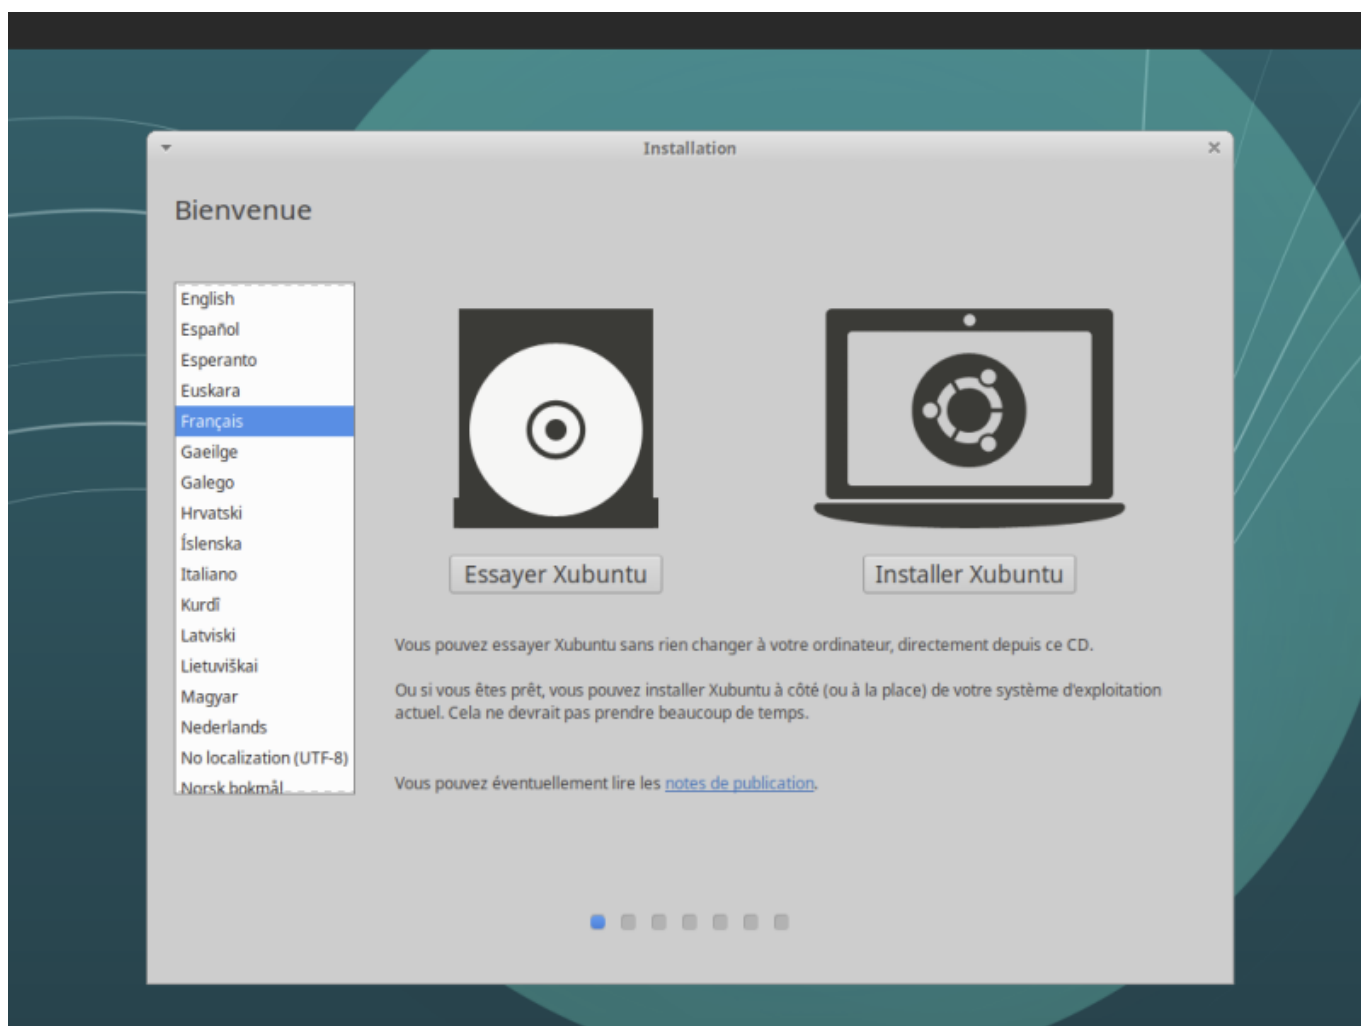 Installation
Bienvenue
English
Español
Esperanto
Euskara
Français
Gaeilge
Galego
Hrvatski
Íslenska
Italiano
Kurdî
Latviski
Lietuviškai
Magyar
Nederlands
No localization (UTF-8)
Norsk bokmål
Essayer Xubuntu
Installer Xubuntu
Vous pouvez essayer Xubuntu sans rien changer à votre ordinateur, directement depuis ce CD.
Ou si vous êtes prêt, vous pouvez installer Xubuntu à côté (ou à la place) de votre système d'exploitation
actuel. Cela ne devrait pas prendre beaucoup de temps.
Vous pouvez éventuellement lire les notes de publication.